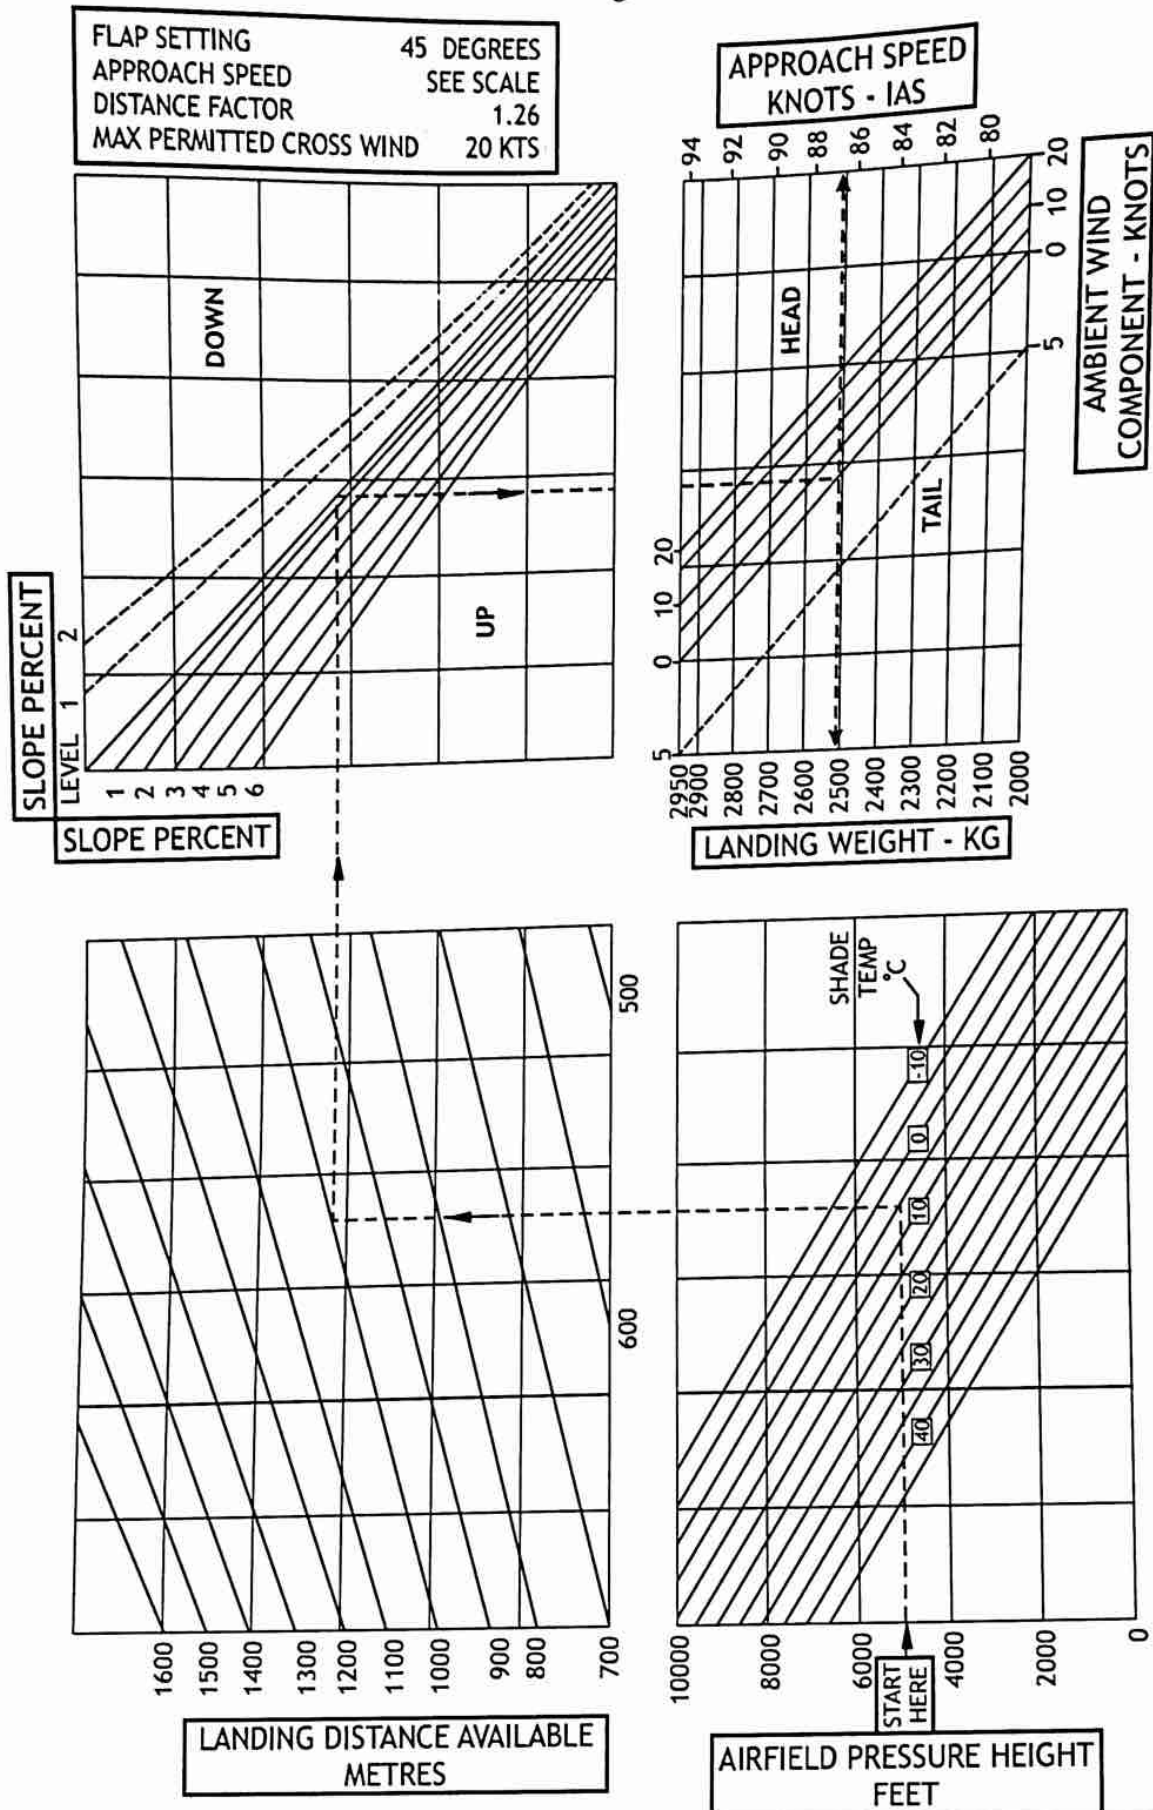 FLAP SETTING 45 DEGREES
APPROACH SPEED SEE SCALE
DISTANCE FACTOR 1.26
MAX PERMITTED CROSS WIND 20 KTS
APPROACH SPEED
KNOTS - IAS
94 92 90 88 86 84 82 80
SLOPE PERCENT
LEVEL 1 2
1
2
3
4
5
6
SLOPE PERCENT
DOWN
UP
HEAD
TAIL
20
10
0
5
AMBIENT WIND
COMPONENT - KNOTS
5 0 10 20
2950
2900
2800
2700
2600
2500
2400
2300
2200
2100
2000
LANDING WEIGHT - KG
1600
1500
1400
1300
1200
1100
1000
900
800
700
600
500
LANDING DISTANCE AVAILABLE
METRES
SHADE
TEMP
°C
-10
0
10
20
30
40
10000
8000
6000
4000
2000
0
START
HERE
AIRFIELD PRESSURE HEIGHT
FEET